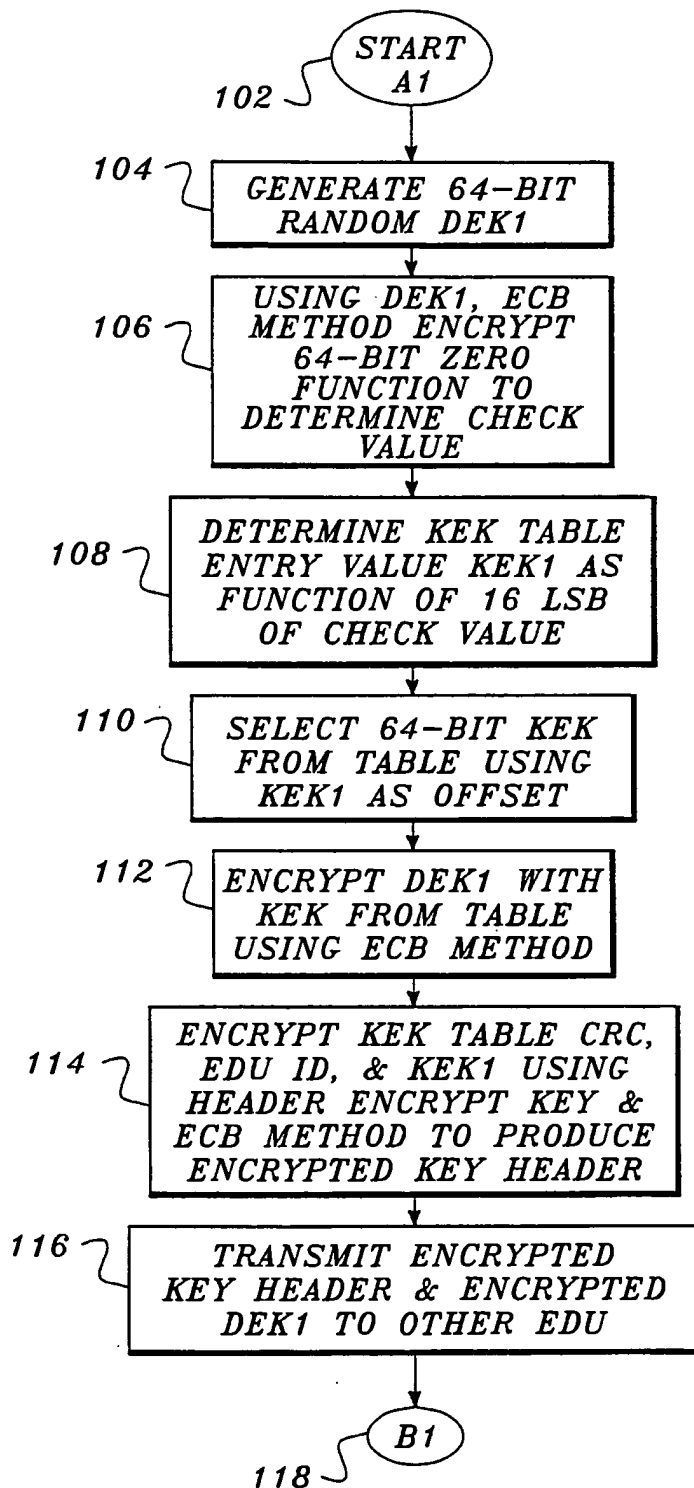 START
A1
102
104
GENERATE 64-BIT
RANDOM DEK1
106
USING DEK1, ECB
METHOD ENCRYPT
64-BIT ZERO
FUNCTION TO
DETERMINE CHECK
VALUE
108
DETERMINE KEK TABLE
ENTRY VALUE KEK1 AS
FUNCTION OF 16 LSB
OF CHECK VALUE
110
SELECT 64-BIT KEK
FROM TABLE USING
KEK1 AS OFFSET
112
ENCRYPT DEK1 WITH
KEK FROM TABLE
USING ECB METHOD
114
ENCRYPT KEK TABLE CRC,
EDU ID, & KEK1 USING
HEADER ENCRYPT KEY &
ECB METHOD TO PRODUCE
ENCRYPTED KEY HEADER
116
TRANSMIT ENCRYPTED
KEY HEADER & ENCRYPTED
DEK1 TO OTHER EDU
B1
118